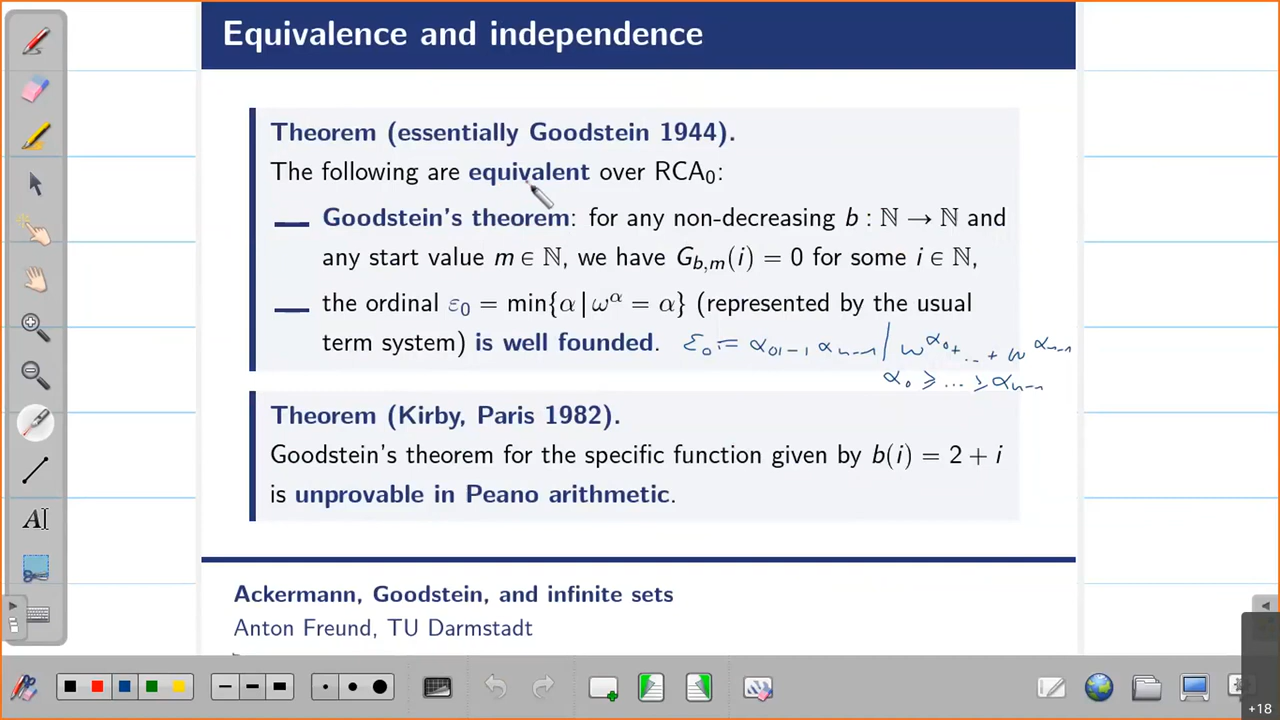 Equivalence and independence
Theorem (essentially Goodstein 1944).
The following are equivalent over RCA₀:
— Goodstein's theorem: for any non-decreasing b : ℕ → ℕ and
any start value m ∈ ℕ, we have G_{b,m}(i) = 0 for some i ∈ ℕ,
— the ordinal ε₀ = min{α | ω^α = α} (represented by the usual
term system) is well founded.
Theorem (Kirby, Paris 1982).
Goodstein's theorem for the specific function given by b(i) = 2 + i
is unprovable in Peano arithmetic.
Ackermann, Goodstein, and infinite sets
Anton Freund, TU Darmstadt
A
+18